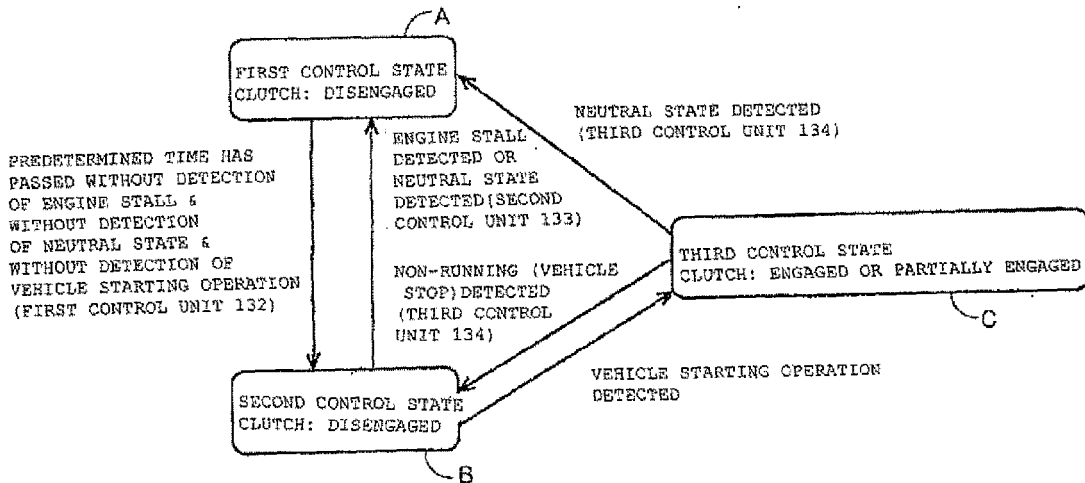 A
FIRST CONTROL STATE
CLUTCH: DISENGAGED
NEUTRAL STATE DETECTED
(THIRD CONTROL UNIT 134)
ENGINE STALL
DETECTED OR
NEUTRAL STATE
DETECTED(SECOND
CONTROL UNIT 133)
PREDETERMINED TIME HAS
PASSED WITHOUT DETECTION
OF ENGINE STALL &
WITHOUT DETECTION
OF NEUTRAL STATE &
WITHOUT DETECTION OF
VEHICLE STARTING OPERATION
(FIRST CONTROL UNIT 132)
THIRD CONTROL STATE
CLUTCH: ENGAGED OR PARTIALLY ENGAGED
C
NON-RUNNING (VEHICLE
STOP)DETECTED
(THIRD CONTROL
UNIT 134)
VEHICLE STARTING OPERATION
DETECTED
SECOND CONTROL STATE
CLUTCH: DISENGAGED
B